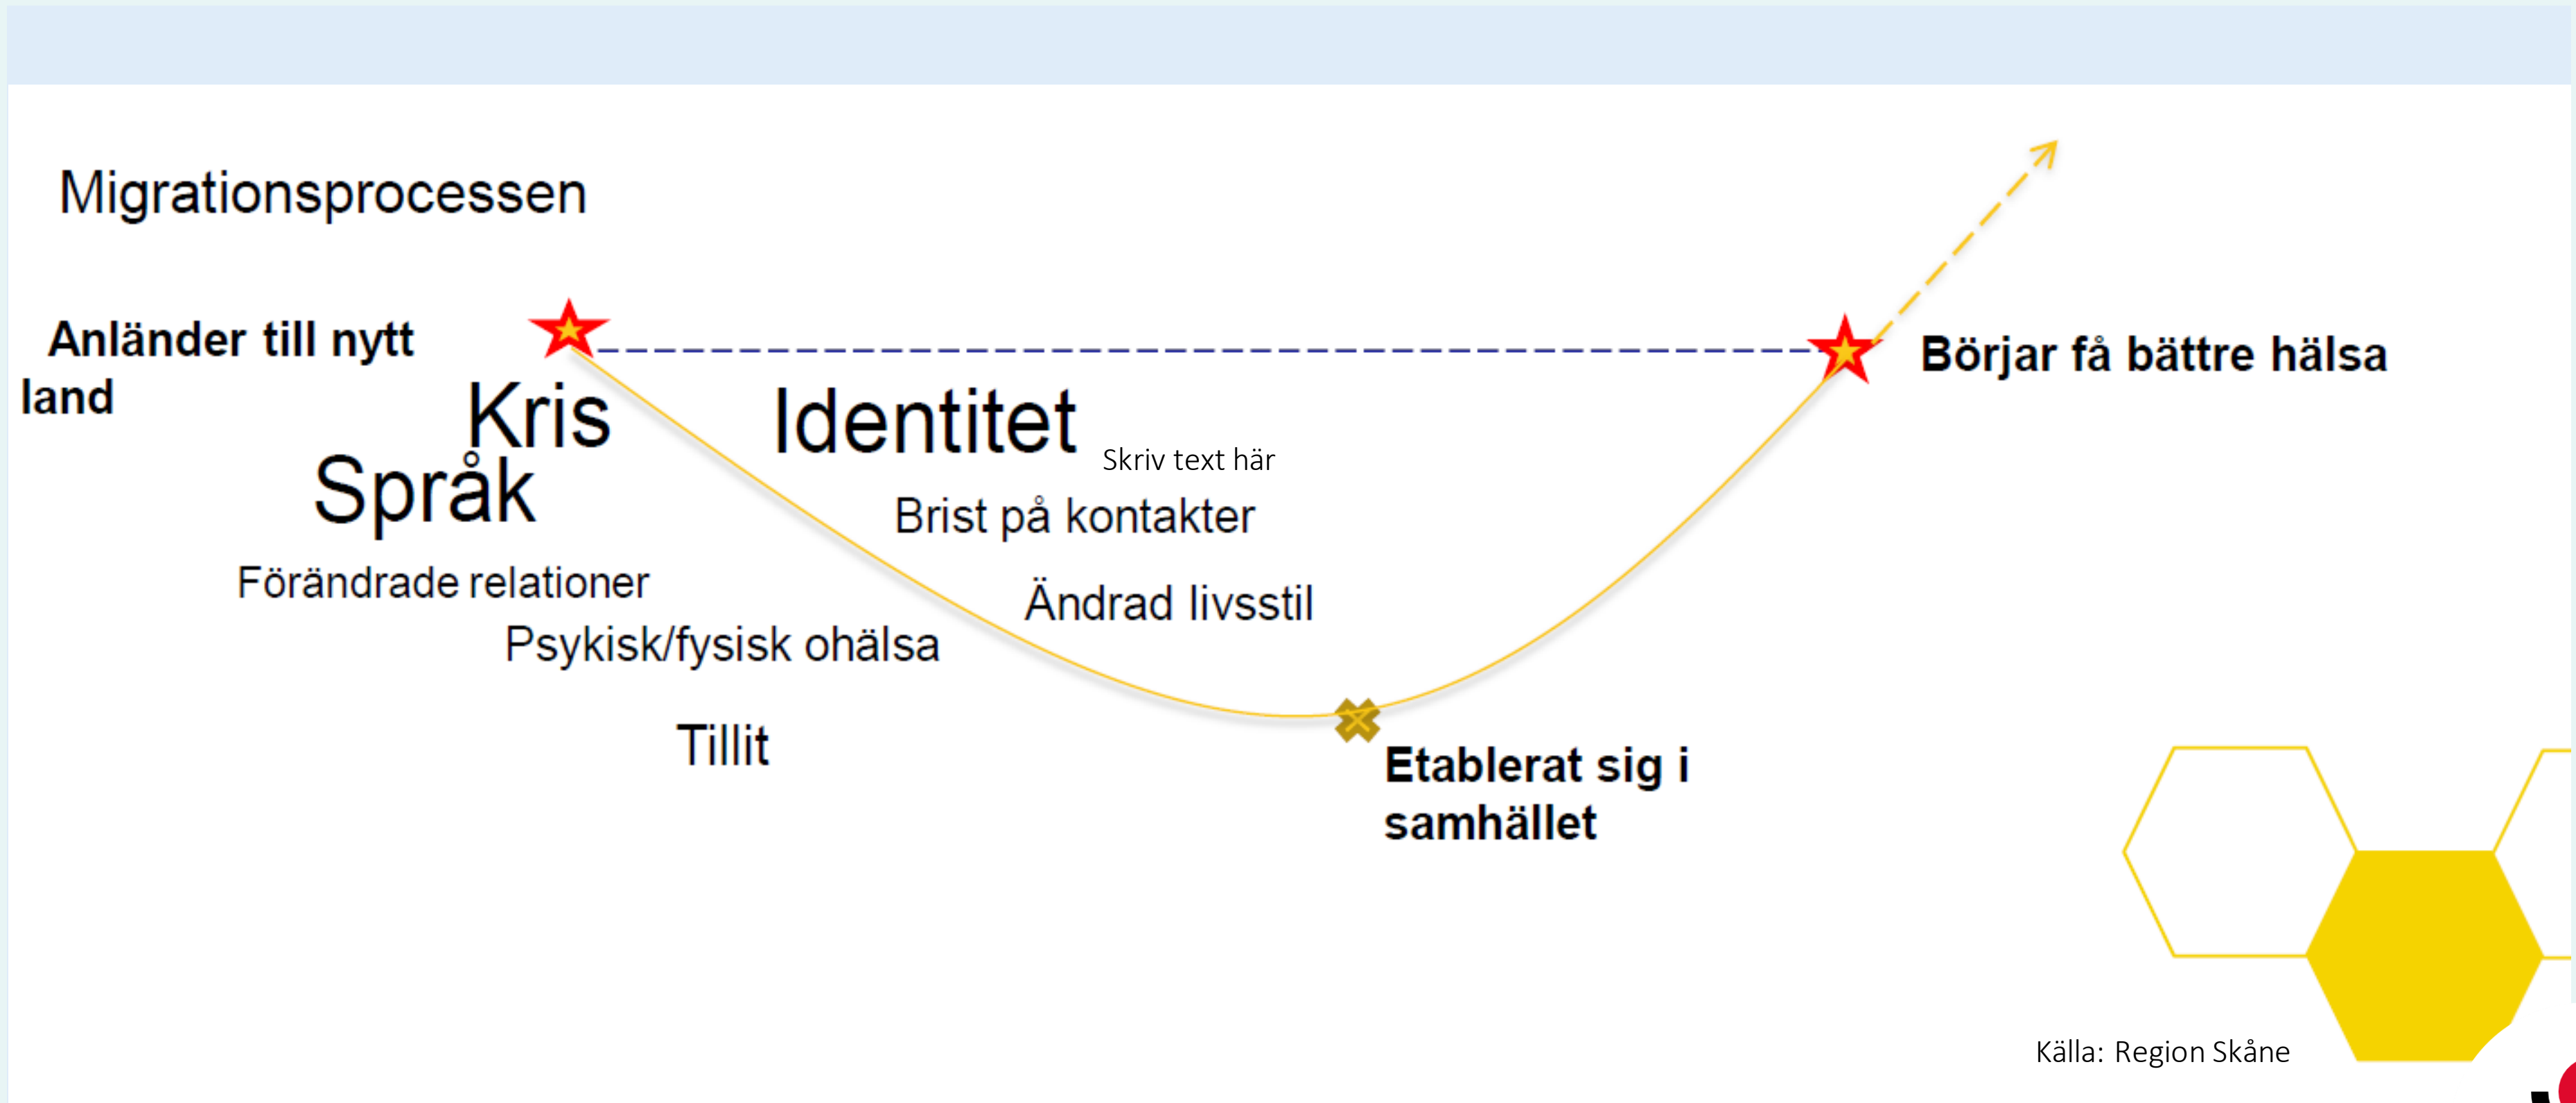 Migrationsprocessen
Anländer till nytt
land
Börjar få bättre hälsa
Kris
Identitet
Skriv text här
Språk
Brist på kontakter
Förändrade relationer
Ändrad livsstil
Psykisk/fysisk ohälsa
Tillit
Etablerat sig i
samhället
Källa: Region Skåne